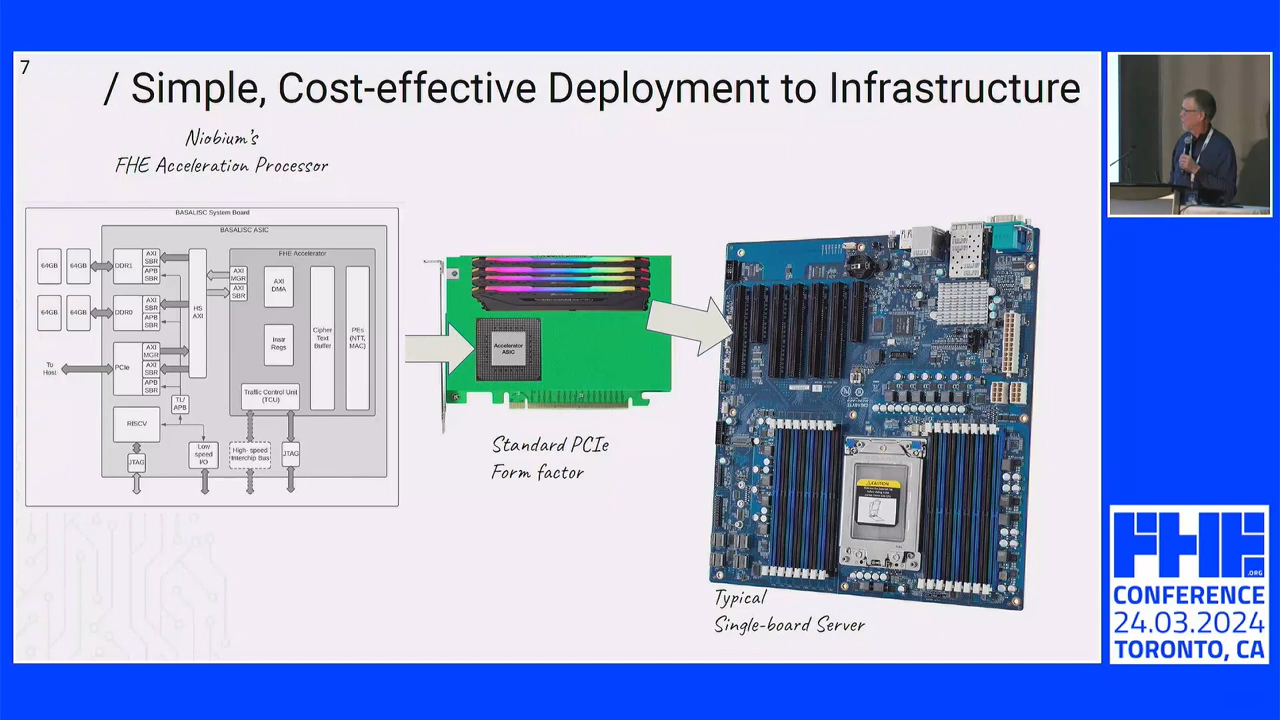 7
/ Simple, Cost-effective Deployment to Infrastructure
Niobium's
FHE Acceleration Processor
BASALISC System Board
BASALISC ASIC
FHE Accelerator
64GB
64GB
DDR1
AXI
SBR
APB
SBR
64GB
64GB
DDR0
AXI
SBR
APB
SBR
HS
AXI
AXI
MGR
AXI
SBR
AXI
DMA
Instr
Regs
Cipher
Text
Buffer
PEs
(NTT,
MAC)
To
Host
PCIe
AXI
MGR
AXI
SBR
APB
SBR
TL/
APB
Traffic Control Unit
(TCU)
RISCV
JTAG
Low
speed
I/O
High- speed
Interchip Bus
JTAG
Accelerator
ASIC
Standard PCIe
Form factor
CAUTION
Typical
Single-board Server
FHE
.ORG
CONFERENCE
24.03.2024
TORONTO, CA